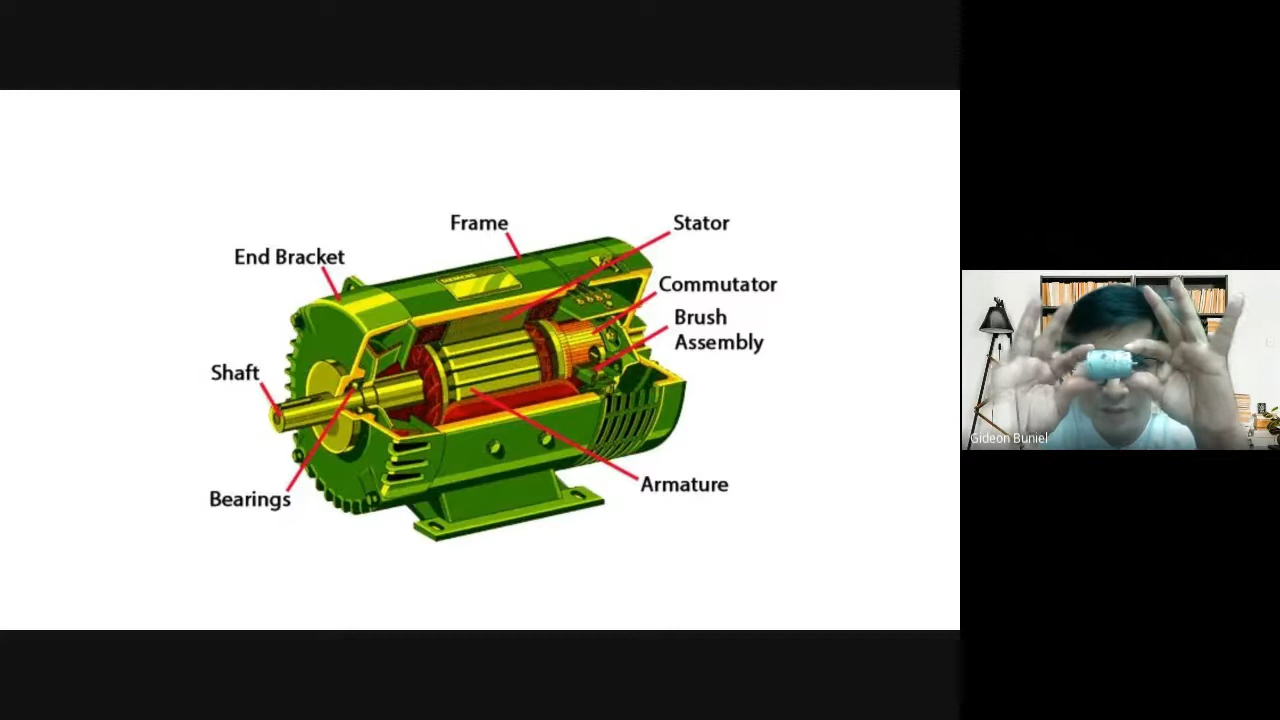 Frame
Stator
End Bracket
Commutator
Brush
Assembly
Shaft
Gideon Buniel
Armature
Bearings